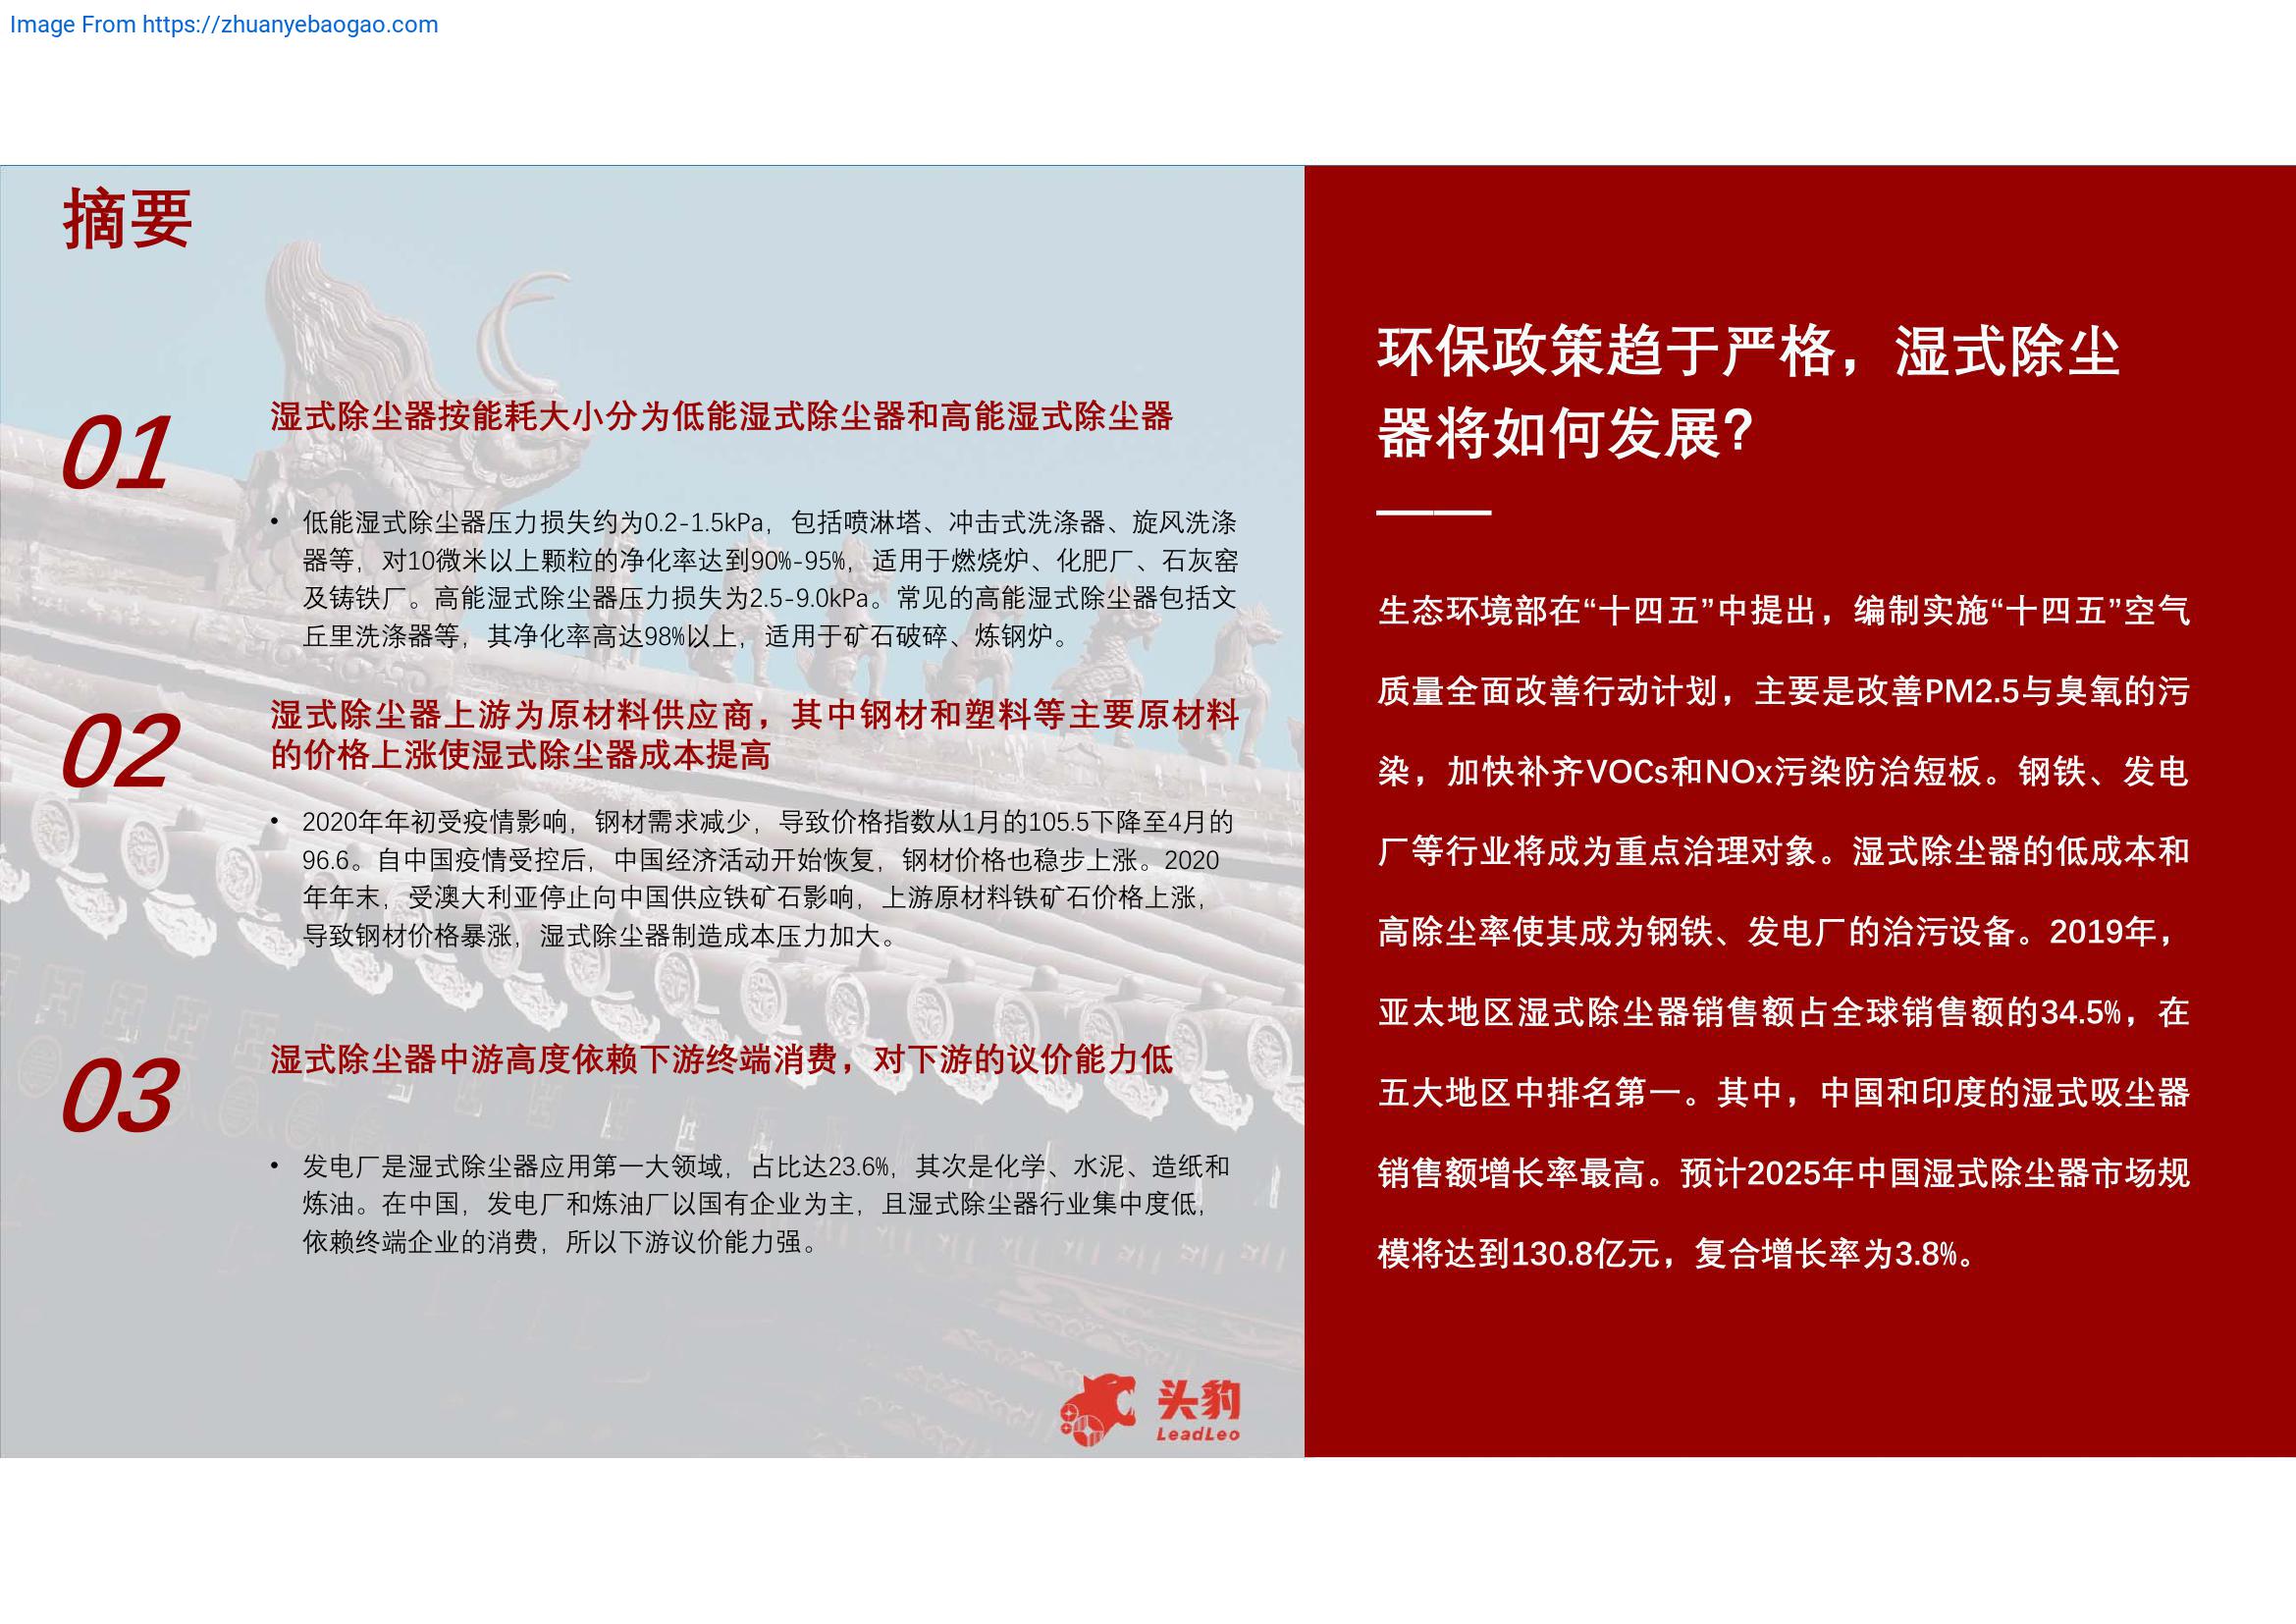 Image From https://zhuanyebaogao.com
摘要
01
湿式除尘器按能耗大小分为低能湿式除尘器和高能湿式除尘器
• 低能湿式除尘器压力损失约为0.2-1.5kPa，包括喷淋塔、冲击式洗涤器、旋风洗涤
器等，对10微米以上颗粒的净化率达到90%-95%，适用于燃烧炉、化肥厂、石灰窑
及铸铁厂。高能湿式除尘器压力损失为2.5-9.0kPa。常见的高能湿式除尘器包括文
丘里洗涤器等，其净化率高达98%以上，适用于矿石破碎、炼钢炉。
02
湿式除尘器上游为原材料供应商，其中钢材和塑料等主要原材料
的价格上涨使湿式除尘器成本提高
• 2020年年初受疫情影响，钢材需求减少，导致价格指数从1月的105.5下降至4月的
96.6。自中国疫情受控后，中国经济活动开始恢复，钢材价格也稳步上涨。2020
年年末，受澳大利亚停止向中国供应铁矿石影响，上游原材料铁矿石价格上涨，
导致钢材价格暴涨，湿式除尘器制造成本压力加大。
03
湿式除尘器中游高度依赖下游终端消费，对下游的议价能力低
• 发电厂是湿式除尘器应用第一大领域，占比达23.6%，其次是化学、水泥、造纸和
炼油。在中国，发电厂和炼油厂以国有企业为主，且湿式除尘器行业集中度低，
依赖终端企业的消费，所以下游议价能力强。
头豹
LeadLeo
环保政策趋于严格，湿式除尘
器将如何发展？
生态环境部在“十四五”中提出，编制实施“十四五”空气
质量全面改善行动计划，主要是改善PM2.5与臭氧的污
染，加快补齐VOCs和NOx污染防治短板。钢铁、发电
厂等行业将成为重点治理对象。湿式除尘器的低成本和
高除尘率使其成为钢铁、发电厂的治污设备。2019年，
亚太地区湿式除尘器销售额占全球销售额的34.5%，在
五大地区中排名第一。其中，中国和印度的湿式吸尘器
销售额增长率最高。预计2025年中国湿式除尘器市场规
模将达到130.8亿元，复合增长率为3.8%。